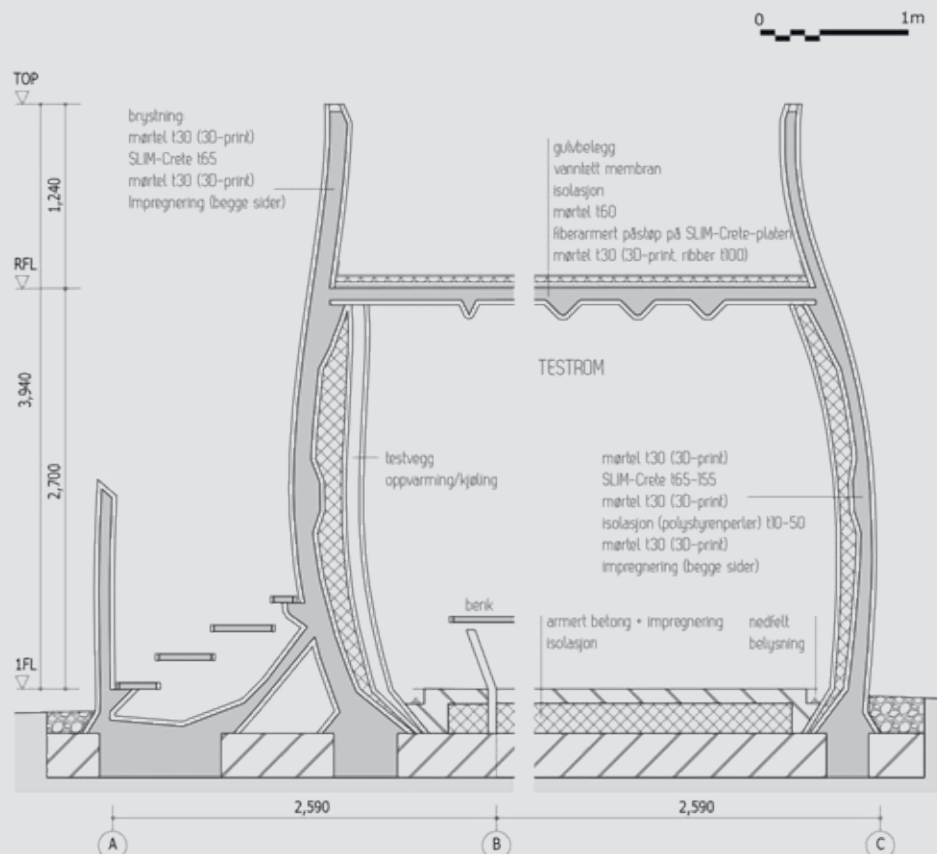 0 1m
TOP
brystning
mørtel t30 (3D-print)
SLIM-Crete t65
mørtel t30 (3D-print)
Impregnering (begge sider)
gulvbelegg
vanntett membran
isolasjon
mørtel t60
fiberarmert påstøp på SLIM-Crete-platen
mørtel t30 (3D-print, ribber t100)
1,240
RFL
3,940
2,700
TESTROM
testvegg
oppvarming/kjøling
mørtel t30 (3D-print)
SLIM-Crete t65-155
mørtel t30 (3D-print)
isolasjon (polystyrenperler) t10-50
mørtel t30 (3D-print)
impregnering (begge sider)
benk
armert betong + impregnering
isolasjon
nedfelt
belysning
1FL
2,590
2,590
A
B
C